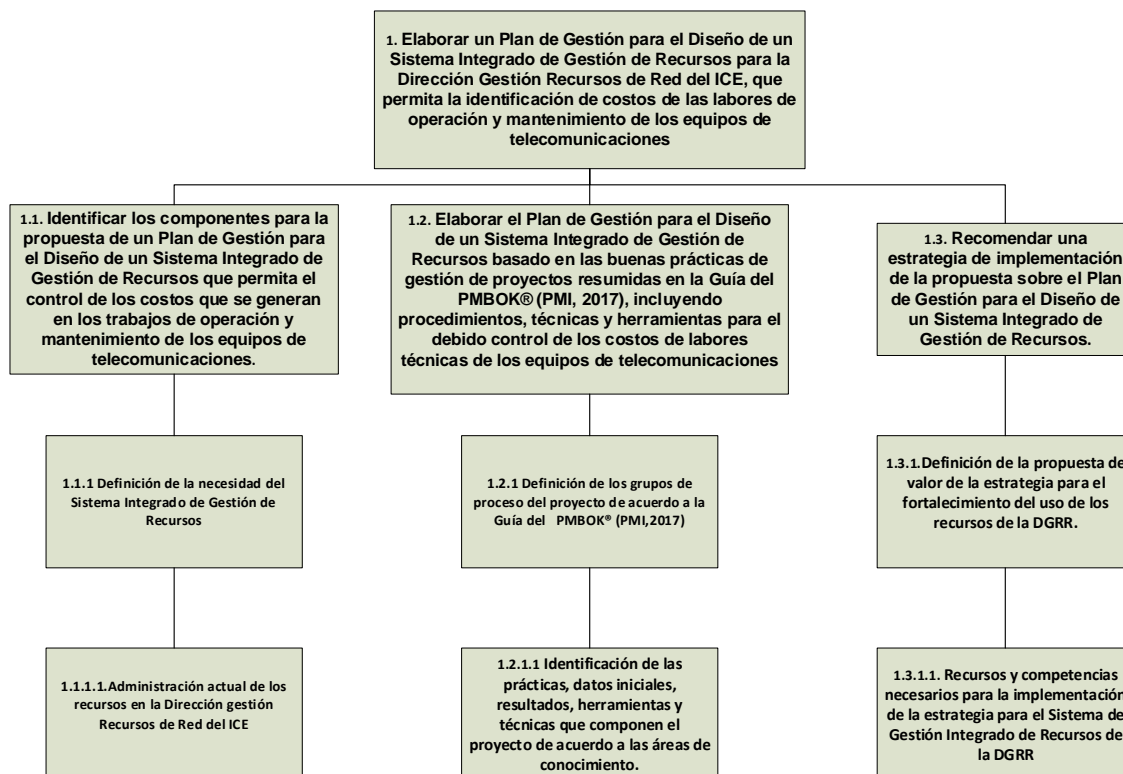 1. Elaborar un Plan de Gestión para el Diseño de un
Sistema Integrado de Gestión de Recursos para la
Dirección Gestión Recursos de Red del ICE, que
permita la identificación de costos de las labores de
operación y mantenimiento de los equipos de
telecomunicaciones
1.1. Identificar los componentes para la
propuesta de un Plan de Gestión para
el Diseño de un Sistema Integrado de
Gestión de Recursos que permita el
control de los costos que se generan
en los trabajos de operación y
mantenimiento de los equipos de
telecomunicaciones.
1.2. Elaborar el Plan de Gestión para el Diseño
de un Sistema Integrado de Gestión de
Recursos basado en las buenas prácticas de
gestión de proyectos resumidas en la Guía del
PMBOK® (PMI, 2017), incluyendo
procedimientos, técnicas y herramientas para el
debido control de los costos de labores
técnicas de los equipos de telecomunicaciones
1.3. Recomendar una
estrategia de implementación
de la propuesta sobre el Plan
de Gestión para el Diseño de
un Sistema Integrado de
Gestión de Recursos.
1.1.1 Definición de la necesidad del
Sistema Integrado de Gestión de
Recursos
1.2.1 Definición de los grupos de
proceso del proyecto de acuerdo a la
Guía del PMBOK® (PMI,2017)
1.3.1.Definición de la propuesta de
valor de la estrategia para el
fortalecimiento del uso de los
recursos de la DGRR.
1.1.1.1.Administración actual de los
recursos en la Dirección gestión
Recursos de Red del ICE
1.2.1.1 Identificación de las
prácticas, datos iniciales,
resultados, herramientas y
técnicas que componen el
proyecto de acuerdo a las áreas de
conocimiento.
1.3.1.1. Recursos y competencias
necesarios para la implementación
de la estrategia para el Sistema de
Gestión Integrado de Recursos de
la DGRR